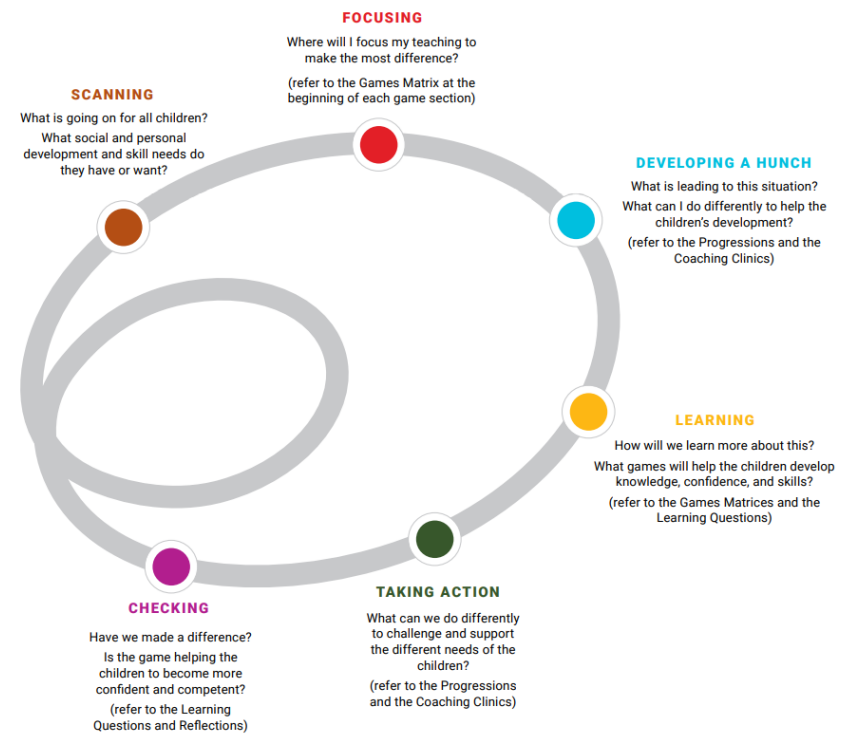 FOCUSING
Where will I focus my teaching to
make the most difference?
(refer to the Games Matrix at the
beginning of each game section)
SCANNING
What is going on for all children?
What social and personal
development and skill needs do
they have or want?
DEVELOPING A HUNCH
What is leading to this situation?
What can I do differently to help the
children's development?
(refer to the Progressions and the
Coaching Clinics)
LEARNING
How will we learn more about this?
What games will help the children develop
knowledge, confidence, and skills?
(refer to the Games Matrices and the
Learning Questions)
TAKING ACTION
What can we do differently
to challenge and support
the different needs of the
children?
(refer to the Progressions
and the Coaching Clinics)
CHECKING
Have we made a difference?
Is the game helping the
children to become more
confident and competent?
(refer to the Learning
Questions and Reflections)